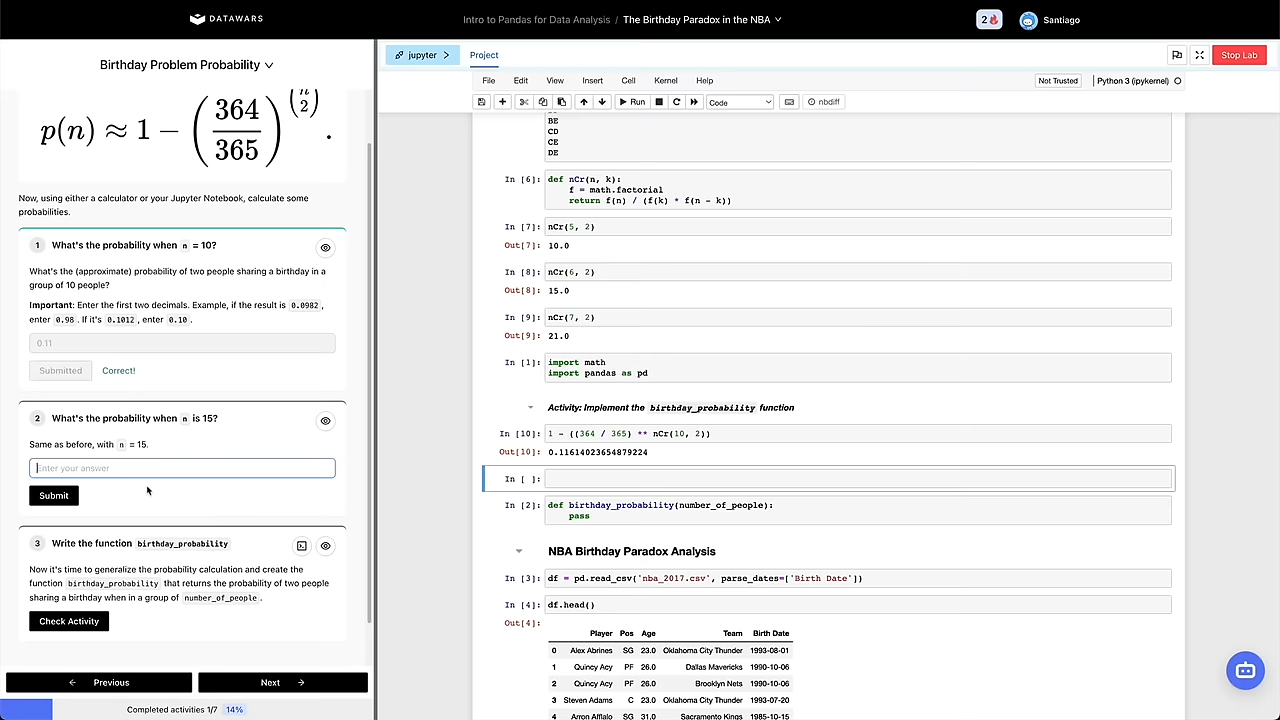 DATAWARS
Intro to Pandas for Data Analysis / The Birthday Paradox in the NBA
2
Santiago
Birthday Problem Probability
p(n) ≈ 1 − (364/365)^(n 2) .
Now, using either a calculator or your Jupyter Notebook, calculate some
probabilities.
1 What's the probability when n = 10?
What's the (approximate) probability of two people sharing a birthday in a
group of 10 people?
Important: Enter the first two decimals. Example, if the result is 0.0982,
enter 0.98. If it's 0.1012, enter 0.10.
0.11
Submitted Correct!
2 What's the probability when n is 15?
Same as before, with n = 15.
Enter your answer
Submit
3 Write the function birthday_probability
Now it's time to generalize the probability calculation and create the
function birthday_probability that returns the probability of two people
sharing a birthday when in a group of number_of_people.
Check Activity
← Previous
Next →
Completed activities 1/7 14%
jupyter Project
Stop Lab
File Edit View Insert Cell Kernel Help
Not Trusted Python 3 (ipykernel)
Run Code nbdiff
BE
CD
CE
DE
In [6]: def nCr(n, k):
f = math.factorial
return f(n) / (f(k) * f(n - k))
In [7]: nCr(5, 2)
Out[7]: 10.0
In [8]: nCr(6, 2)
Out[8]: 15.0
In [9]: nCr(7, 2)
Out[9]: 21.0
In [1]: import math
import pandas as pd
Activity: Implement the birthday_probability function
In [10]: 1 - ((364 / 365) ** nCr(10, 2))
Out[10]: 0.11614023654879224
In [ ]:
In [2]: def birthday_probability(number_of_people):
pass
NBA Birthday Paradox Analysis
In [3]: df = pd.read_csv('nba_2017.csv', parse_dates=['Birth Date'])
In [4]: df.head()
Out[4]:
Player Pos Age Team Birth Date
0 Alex Abrines SG 23.0 Oklahoma City Thunder 1993-08-01
1 Quincy Acy PF 26.0 Dallas Mavericks 1990-10-06
2 Quincy Acy PF 26.0 Brooklyn Nets 1990-10-06
3 Steven Adams C 23.0 Oklahoma City Thunder 1993-07-20
4 Arron Afflalo SG 31.0 Sacramento Kings 1985-10-15